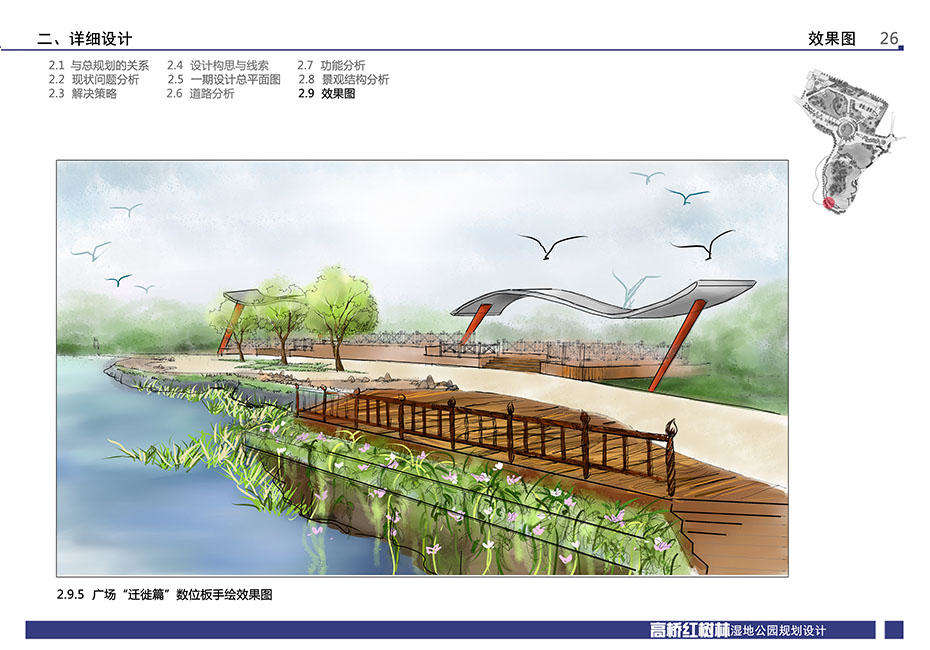 二、详细设计
效果图 26
2.1 与总规划的关系 2.4 设计构思与线索 2.7 功能分析
2.2 现状问题分析 2.5 一期设计总平面图 2.8 景观结构分析
2.3 解决策略 2.6 道路分析 2.9 效果图
2.9.5 广场“迁徙篇”数位板手绘效果图
高桥红树林湿地公园规划设计